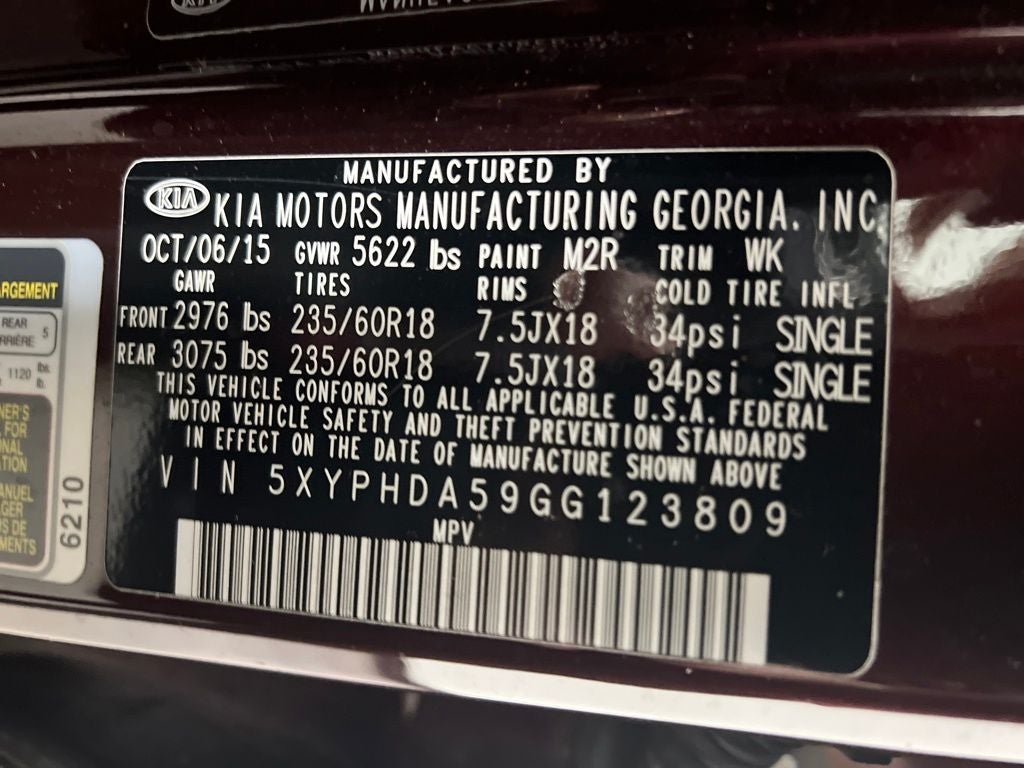 MANUFACTURED BY
KIA KIA MOTORS MANUFACTURING GEORGIA, INC
OCT/06/15 GVWR 5622 lbs PAINT M2R TRIM WK
GAWR TIRES RIMS COLD TIRE INFL
FRONT 2976 lbs 235/60R18 7.5JX18 34psi SINGLE
REAR 3075 lbs 235/60R18 7.5JX18 34psi SINGLE
THIS VEHICLE CONFORMS TO ALL APPLICABLE U.S.A. FEDERAL
MOTOR VEHICLE SAFETY AND THEFT PREVENTION STANDARDS
IN EFFECT ON THE DATE OF MANUFACTURE SHOWN ABOVE
VIN 5XYPHDA59GG123809
MPV
REAR 5
1120 lbs
6210